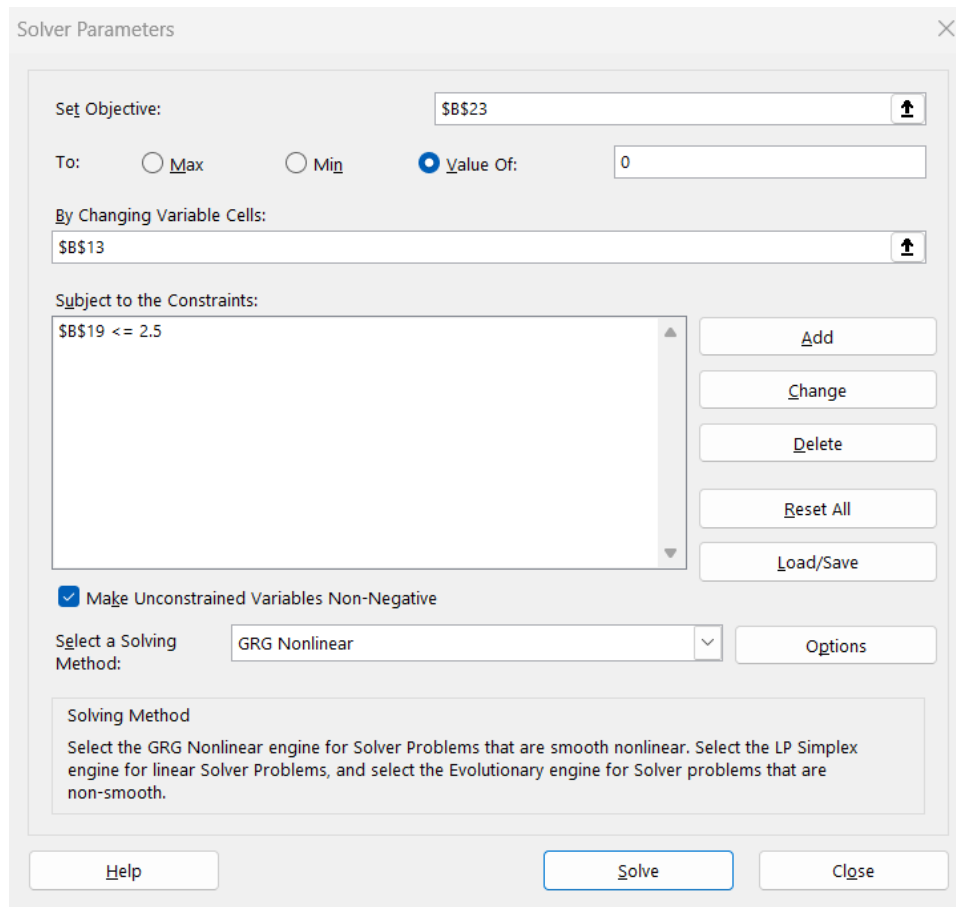 Solver Parameters
Set Objective:
$B$23
To:
Max
Min
Value Of:
0
By Changing Variable Cells:
$B$13
Subject to the Constraints:
$B$19 <= 2.5
Add
Change
Delete
Reset All
Load/Save
Make Unconstrained Variables Non-Negative
Select a Solving
Method:
GRG Nonlinear
Options
Solving Method
Select the GRG Nonlinear engine for Solver Problems that are smooth nonlinear. Select the LP Simplex
engine for linear Solver Problems, and select the Evolutionary engine for Solver problems that are
non-smooth.
Help
Solve
Close